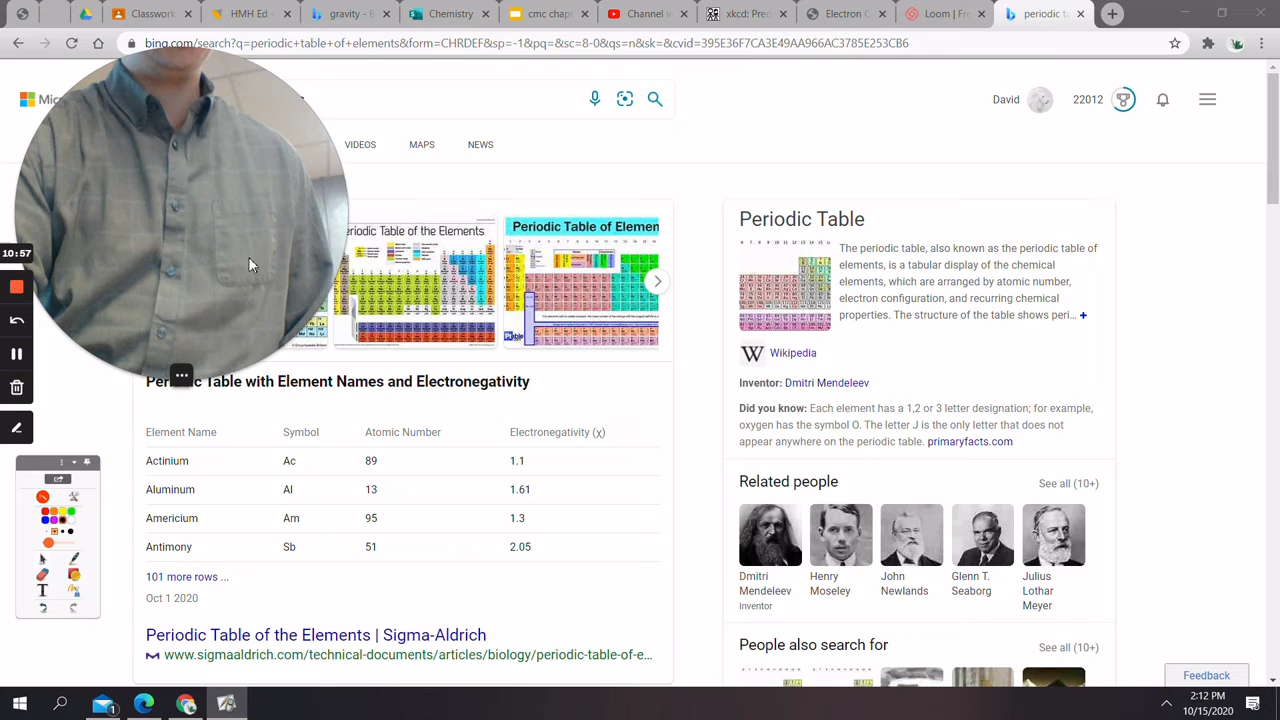 Classwork
HMH Ed -
gravity - B
Chemistry
cmc chapt
Channel v
xkcd: Pred
Electron C
Loom | Fre
periodic ta
bing.com/search?q=periodic+table+of+elements&form=CHRDEF&sp=-1&pq=&sc=8-0&qs=n&sk=&cvid=395E36F7CA3E49AA966AC3785E253CB6
Mic
David
22012
VIDEOS MAPS NEWS
eriodic Table of the Elements
Periodic Table of Elemen
10:57
Periodic Table
The periodic table, also known as the periodic table of
elements, is a tabular display of the chemical
elements, which are arranged by atomic number,
electron configuration, and recurring chemical
properties. The structure of the table shows peri... +
W Wikipedia
Inventor: Dmitri Mendeleev
Did you know: Each element has a 1,2 or 3 letter designation; for example,
oxygen has the symbol O. The letter J is the only letter that does not
appear anywhere on the periodic table. primaryfacts.com
Related people See all (10+)
Dmitri
Mendeleev
Inventor
Henry
Moseley
John
Newlands
Glenn T.
Seaborg
Julius
Lothar
Meyer
People also search for See all (10+)
Table with Element Names and Electronegativity
Element Name Symbol Atomic Number Electronegativity (χ)
Actinium Ac 89 1.1
Aluminum Al 13 1.61
Americium Am 95 1.3
Antimony Sb 51 2.05
101 more rows ...
Oct 1 2020
Periodic Table of the Elements | Sigma-Aldrich
www.sigmaaldrich.com/technical-documents/articles/biology/periodic-table-of-e...
T
Feedback
1
2:12 PM
10/15/2020